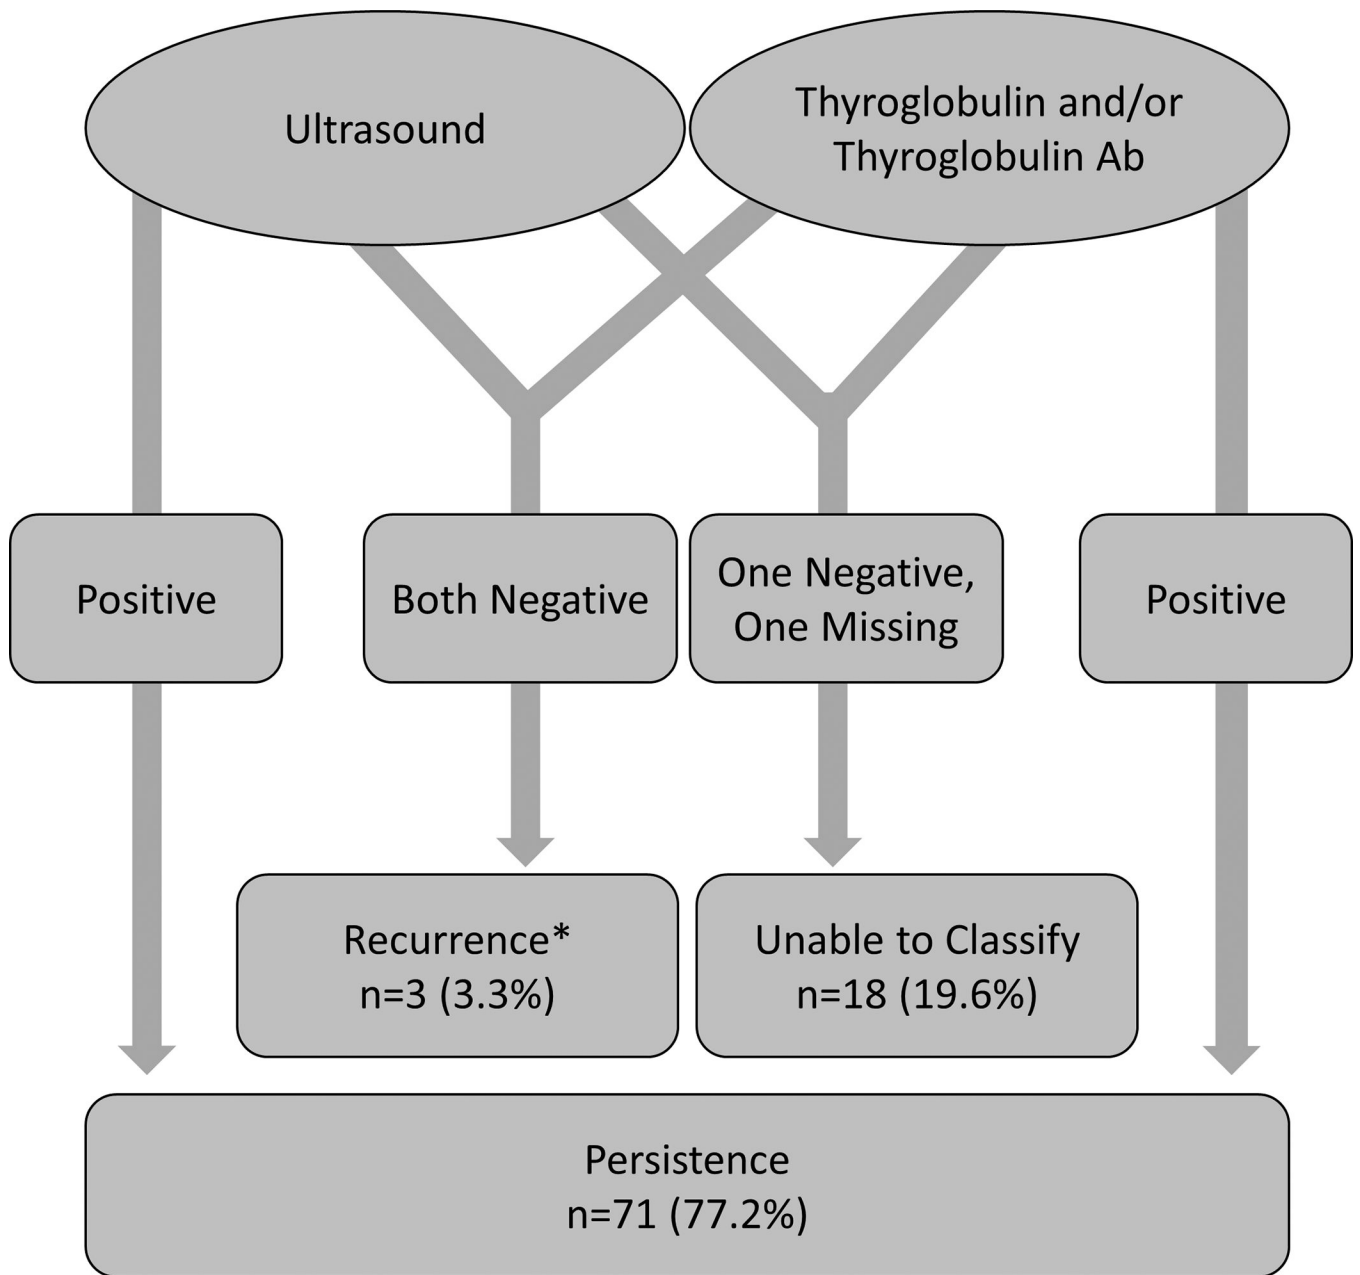 Ultrasound
Thyroglobulin and/or
Thyroglobulin Ab
Positive
Both Negative
One Negative,
One Missing
Positive
Recurrence*
n=3 (3.3%)
Unable to Classify
n=18 (19.6%)
Persistence
n=71 (77.2%)